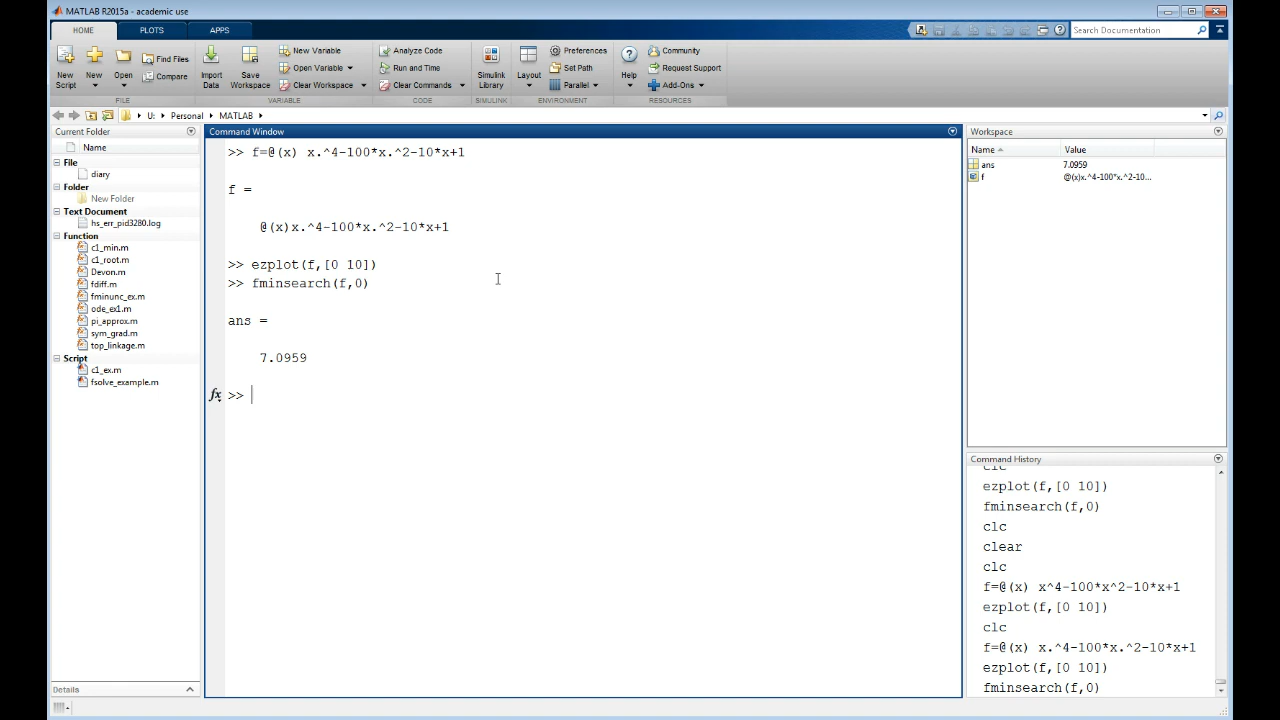 MATLAB R2015a - academic use
HOME PLOTS APPS
Search Documentation
New Script
New
Open
Find Files
Compare
FILE
Import Data
Save Workspace
New Variable
Open Variable
Clear Workspace
VARIABLE
Analyze Code
Run and Time
Clear Commands
CODE
Simulink Library
SIMULINK
Layout
Preferences
Set Path
Parallel
ENVIRONMENT
Help
Community
Request Support
Add-Ons
RESOURCES
U: Personal MATLAB
Current Folder
Name
File
diary
Folder
New Folder
Text Document
hs_err_pid3280.log
Function
c1_min.m
c1_root.m
Devon.m
fdiff.m
fminunc_ex.m
ode_ex1.m
pi_approx.m
sym_grad.m
top_linkage.m
Script
c1_ex.m
fsolve_example.m
Details
Command Window
>> f=@(x) x.^4-100*x.^2-10*x+1
f =
@(x)x.^4-100*x.^2-10*x+1
>> ezplot(f,[0 10])
>> fminsearch(f,0)
ans =
7.0959
fx >>
Workspace
Name Value
ans 7.0959
f @(x)x.^4-100*x.^2-10...
Command History
clc
ezplot(f,[0 10])
fminsearch(f,0)
clc
clear
clc
f=@(x) x^4-100*x^2-10*x+1
ezplot(f,[0 10])
clc
f=@(x) x.^4-100*x.^2-10*x+1
ezplot(f,[0 10])
fminsearch(f,0)